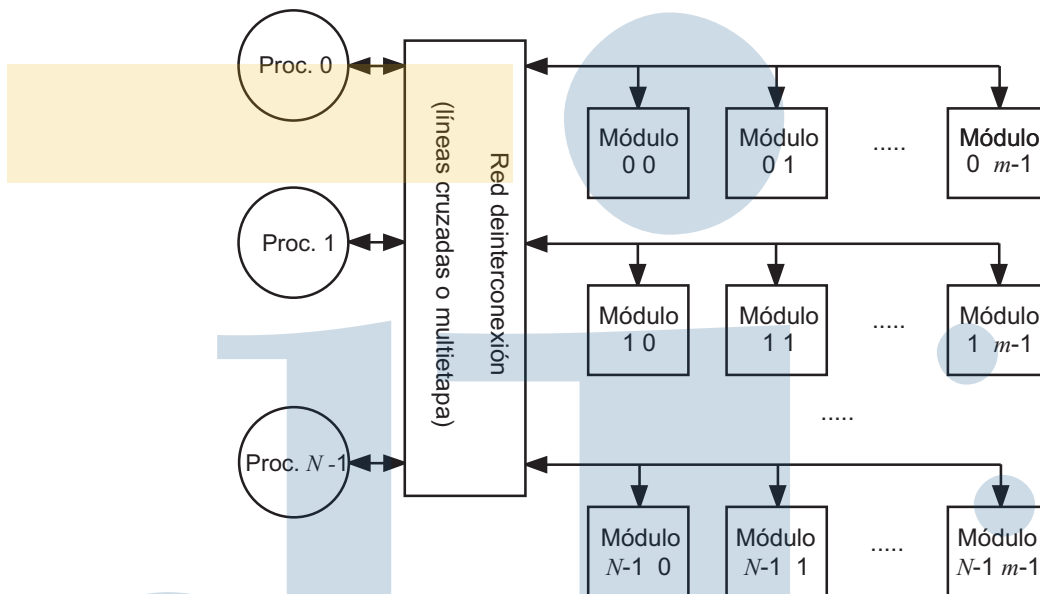 Proc. 0
Proc. 1
Proc. N -1
Red deinterconexión
(líneas cruzadas o multietapa)
Módulo
0 0
Módulo
0 1
.....
Módulo
0 m-1
Módulo
1 0
Módulo
1 1
.....
Módulo
1 m-1
.....
Módulo
N-1 0
Módulo
N-1 1
.....
Módulo
N-1 m-1